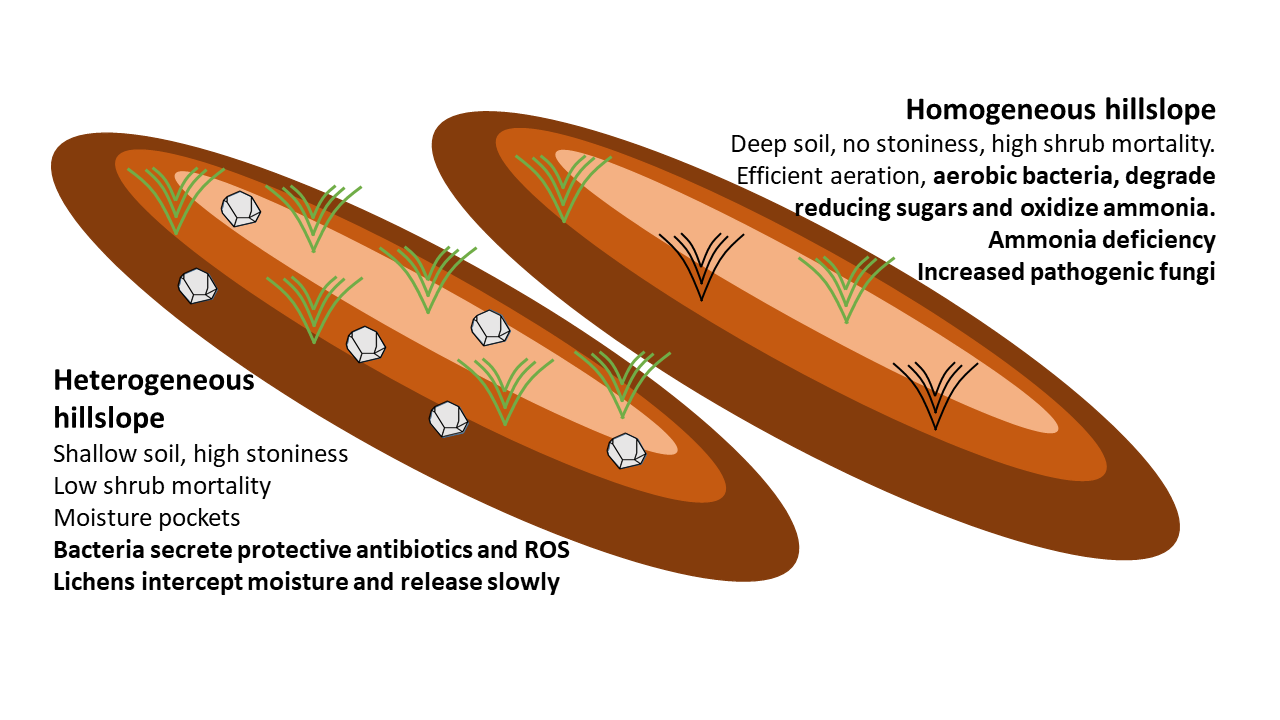 Homogeneous hillslope
Deep soil, no stoniness, high shrub mortality.
Efficient aeration, aerobic bacteria, degrade
reducing sugars and oxidize ammonia.
Ammonia deficiency
Increased pathogenic fungi
Heterogeneous
hillslope
Shallow soil, high stoniness
Low shrub mortality
Moisture pockets
Bacteria secrete protective antibiotics and ROS
Lichens intercept moisture and release slowly